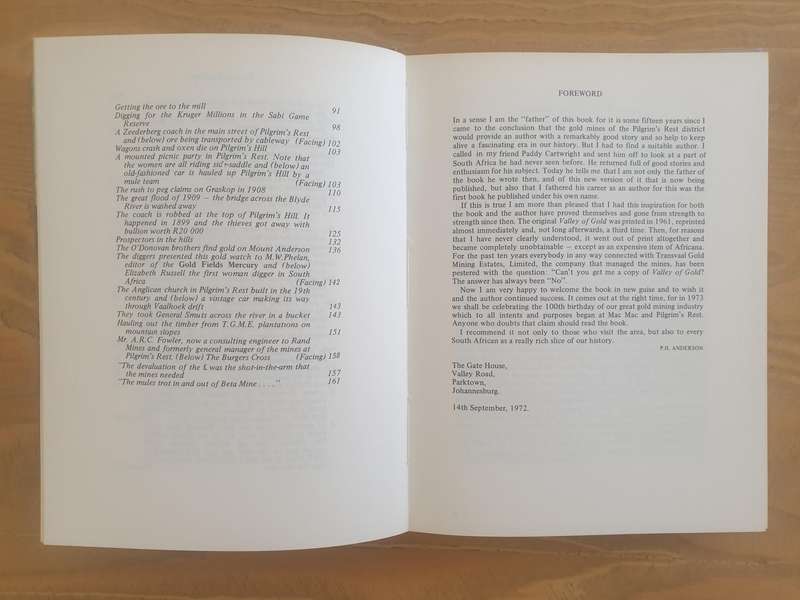 Getting the ore to the mill 91
Digging for the Kruger Millions in the Sabi Game
Reserve 98
A Zeederberg coach in the main street of Pilgrim's Rest
and (below) ore being transported by cableway (Facing) 102
Wagons crash and oxen die on Pilgrim's Hill 103
A mounted picnic party in Pilgrim's Rest. Note that
the women are all riding side-saddle and (below) an
old-fashioned car is hauled up Pilgrim's Hill by a
mule team (Facing) 103
The rush to peg claims on Graskop in 1908 110
The great flood of 1909 – the bridge across the Blyde
River is washed away 115
The coach is robbed at the top of Pilgrim's Hill. It
happened in 1899 and the thieves got away with
bullion worth R20 000 125
Prospectors in the hills 132
The O'Donovan brothers find gold on Mount Anderson 136
The diggers presented this gold watch to M.W. Phelan,
editor of the Gold Fields Mercury and (below)
Elizabeth Russell the first woman digger in South
Africa (Facing) 142
The Anglican church in Pilgrim's Rest built in the 19th
century and (below) a vintage car making its way
through Vaalhoek drift 143
They took General Smuts across the river in a bucket 143
Hauling out the timber from T.G.M.E. plantations on
mountain slopes 151
Mr. A.R.C. Fowler, now a consulting engineer to Rand
Mines and formerly general manager of the mines at
Pilgrim's Rest. (Below) The Burgers Cross (Facing) 158
"The devaluation of the £ was the shot-in-the-arm that
the mines needed 157
"The mules trot in and out of Beta Mine . . . ." 161
FOREWORD
In a sense I am the "father" of this book for it is some fifteen years since I
came to the conclusion that the gold mines of the Pilgrim's Rest district
would provide an author with a remarkably good story and so help to keep
alive a fascinating era in our history. But I had to find a suitable author. I
called in my friend Paddy Cartwright and sent him off to look at a part of
South Africa he had never seen before. He returned full of good stories and
enthusiasm for his subject. Today he tells me that I am not only the father of
the book he wrote then, and of this new version of it that is now being
published, but also that I fathered his career as an author for this was the
first book he published under his own name.
If this is true I am more than pleased that I had this inspiration for both
the book and the author have proved themselves and gone from strength to
strength since then. The original Valley of Gold was printed in 1961, reprinted
almost immediately and, not long afterwards, a third time. Then, for reasons
that I have never clearly understood, it went out of print altogether and
became completely unobtainable – except as an expensive item of Africana.
For the past ten years everybody in any way connected with Transvaal Gold
Mining Estates, Limited, the company that managed the mines, has been
pestered with the question: "Can't you get me a copy of Valley of Gold?
The answer has always been "No".
Now I am very happy to welcome the book in new guise and to wish it
and the author continued success. It comes out at the right time, for in 1973
we shall be celebrating the 100th birthday of our great gold mining industry
which to all intents and purposes began at Mac Mac and Pilgrim's Rest.
Anyone who doubts that claim should read the book.
I recommend it not only to those who visit the area, but also to every
South African as a really rich slice of our history.
P.H. ANDERSON
The Gate House,
Valley Road,
Parktown,
Johannesburg.
14th September, 1972.